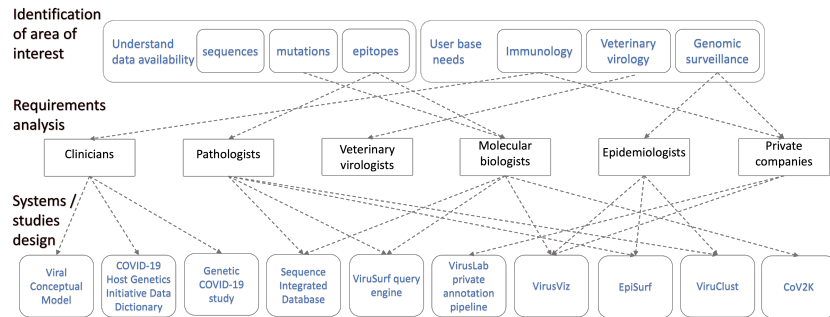 Identification
of area of
interest
Understand
data availability
sequences
mutations
epitopes
User base
needs
Immunology
Veterinary
virology
Genomic
surveillance
Requirements
analysis
Clinicians
Pathologists
Veterinary
virologists
Molecular
biologists
Epidemiologists
Private
companies
Systems /
studies
design
Viral
Conceptual
Model
COVID-19
Host Genetics
Initiative Data
Dictionary
Genetic
COVID-19
study
Sequence
Integrated
Database
ViruSurf query
engine
VirusLab
private
annotation
pipeline
VirusViz
EpiSurf
ViruClust
CoV2K